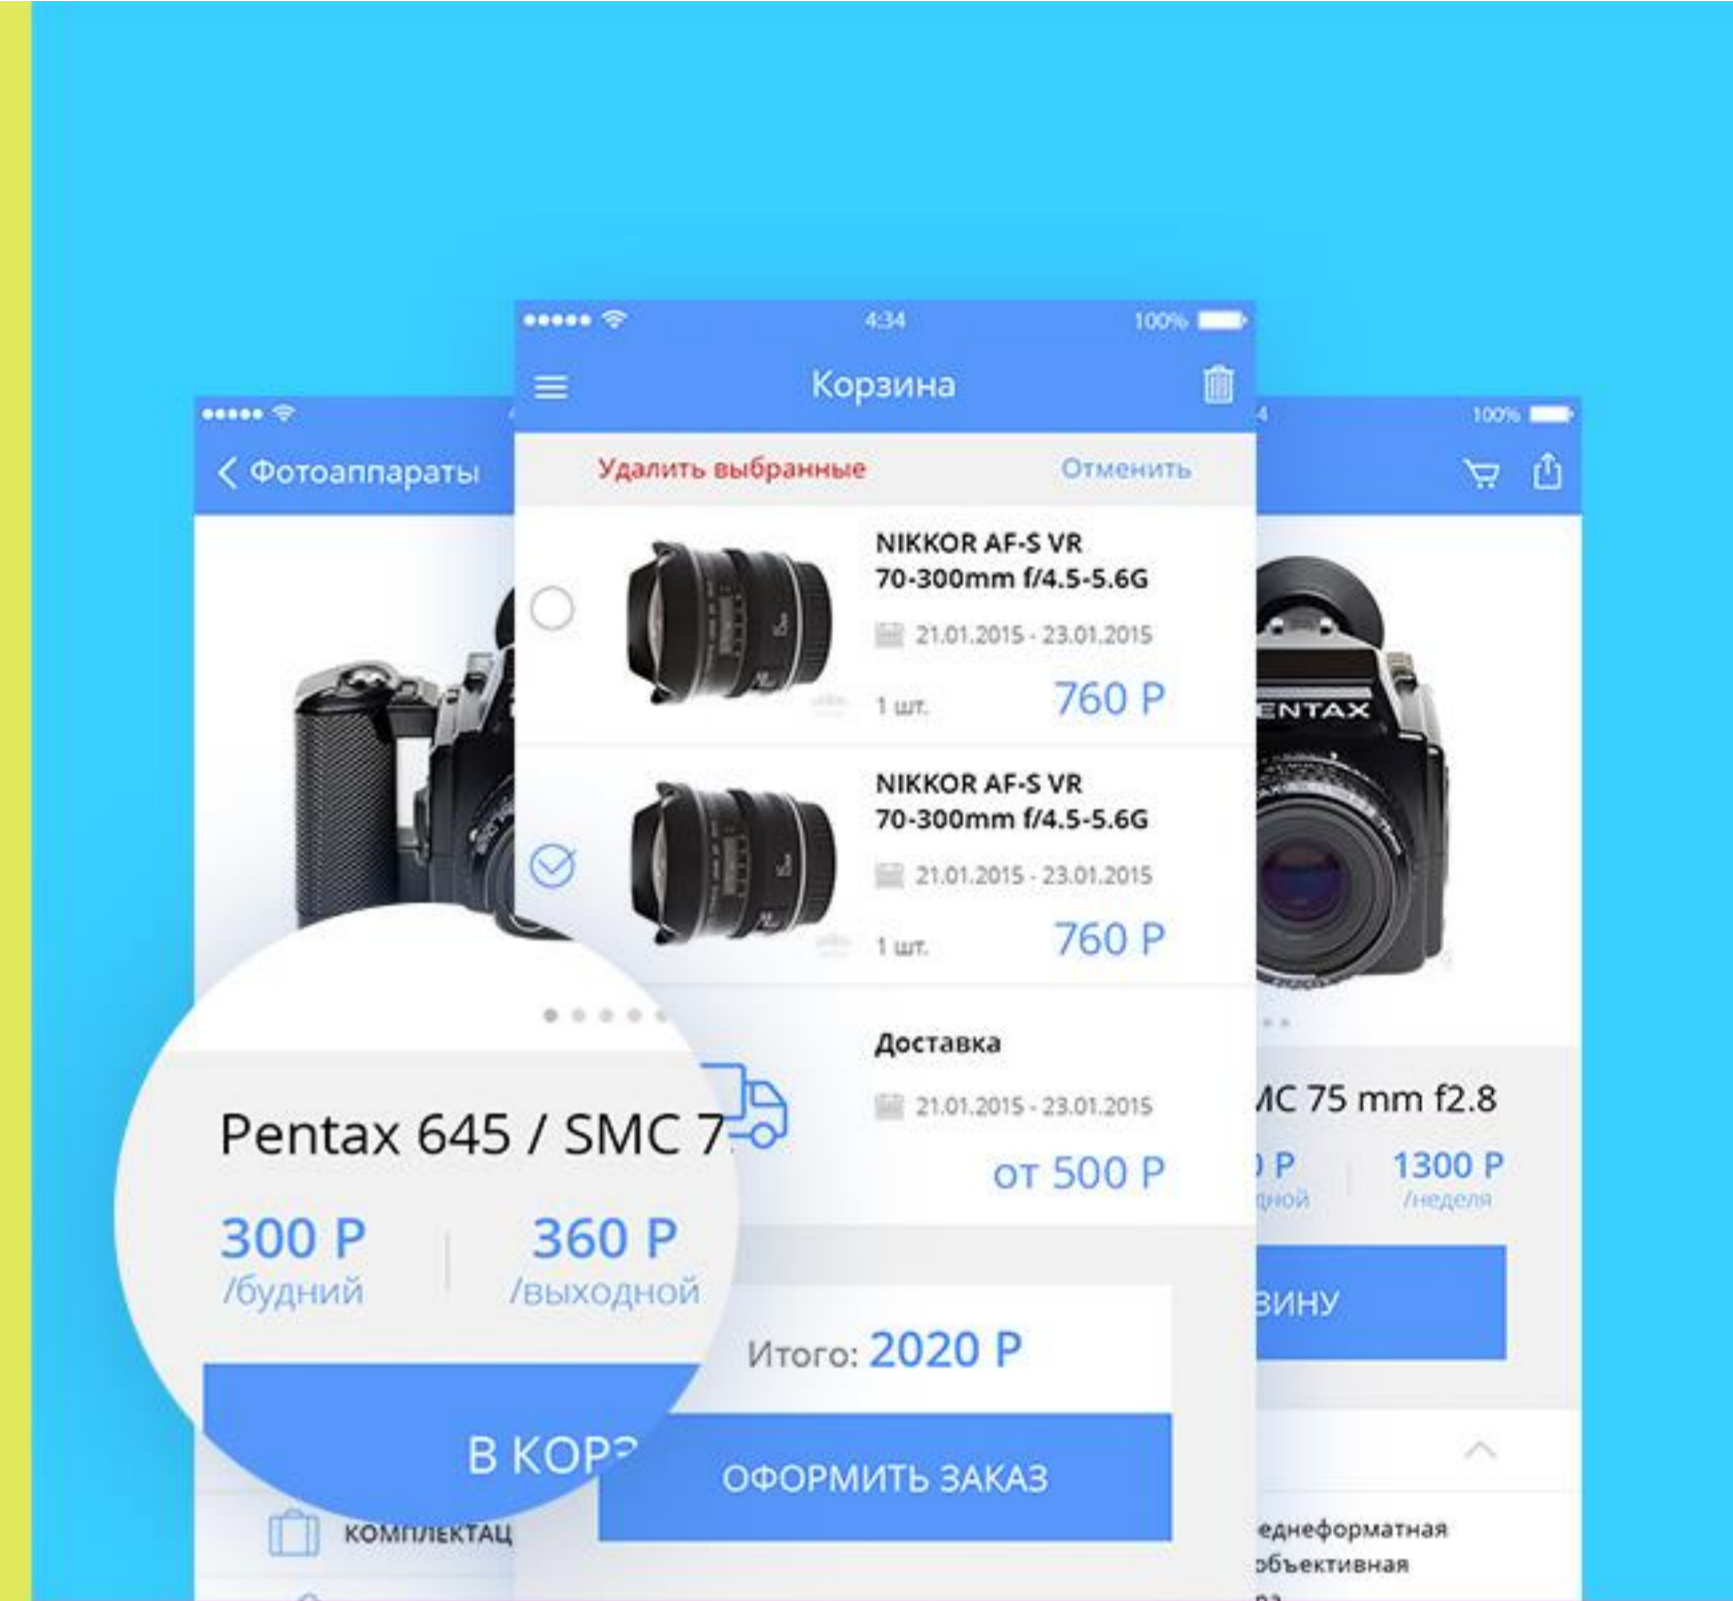 4:34
100%
Корзина
Удалить выбранные
Отменить
NIKKOR AF-S VR
70-300mm f/4.5-5.6G
21.01.2015 - 23.01.2015
1 шт.
760 Р
NIKKOR AF-S VR
70-300mm f/4.5-5.6G
21.01.2015 - 23.01.2015
1 шт.
760 Р
Доставка
21.01.2015 - 23.01.2015
от 500 Р
Итого: 2020 Р
ОФОРМИТЬ ЗАКАЗ
Фотоаппараты
Pentax 645 / SMC 7
300 Р
/будний
360 Р
/выходной
В КОРЗ
КОМПЛЕКТАЦ
4
100%
ENTAX
MC 75 mm f2.8
0 Р
дной
1300 Р
/неделя
ЗИНУ
еднеформатная
объективная